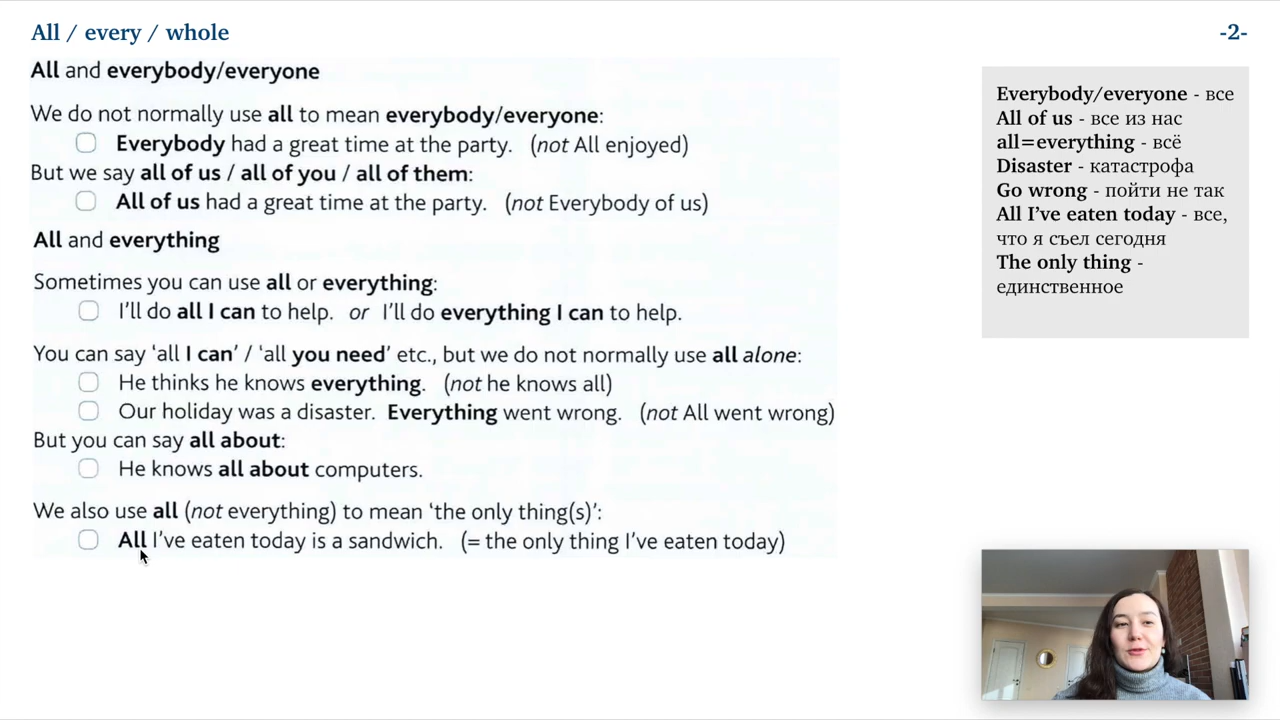 All / every / whole
-2-
All and everybody/everyone
We do not normally use all to mean everybody/everyone:
Everybody had a great time at the party. (not All enjoyed)
But we say all of us / all of you / all of them:
All of us had a great time at the party. (not Everybody of us)
All and everything
Sometimes you can use all or everything:
I'll do all I can to help. or I'll do everything I can to help.
You can say 'all I can' / 'all you need' etc., but we do not normally use all alone:
He thinks he knows everything. (not he knows all)
Our holiday was a disaster. Everything went wrong. (not All went wrong)
But you can say all about:
He knows all about computers.
We also use all (not everything) to mean 'the only thing(s)':
All I've eaten today is a sandwich. (= the only thing I've eaten today)
Everybody/everyone - все
All of us - все из нас
all=everything - всё
Disaster - катастрофа
Go wrong - пойти не так
All I've eaten today - все,
что я съел сегодня
The only thing -
единственное